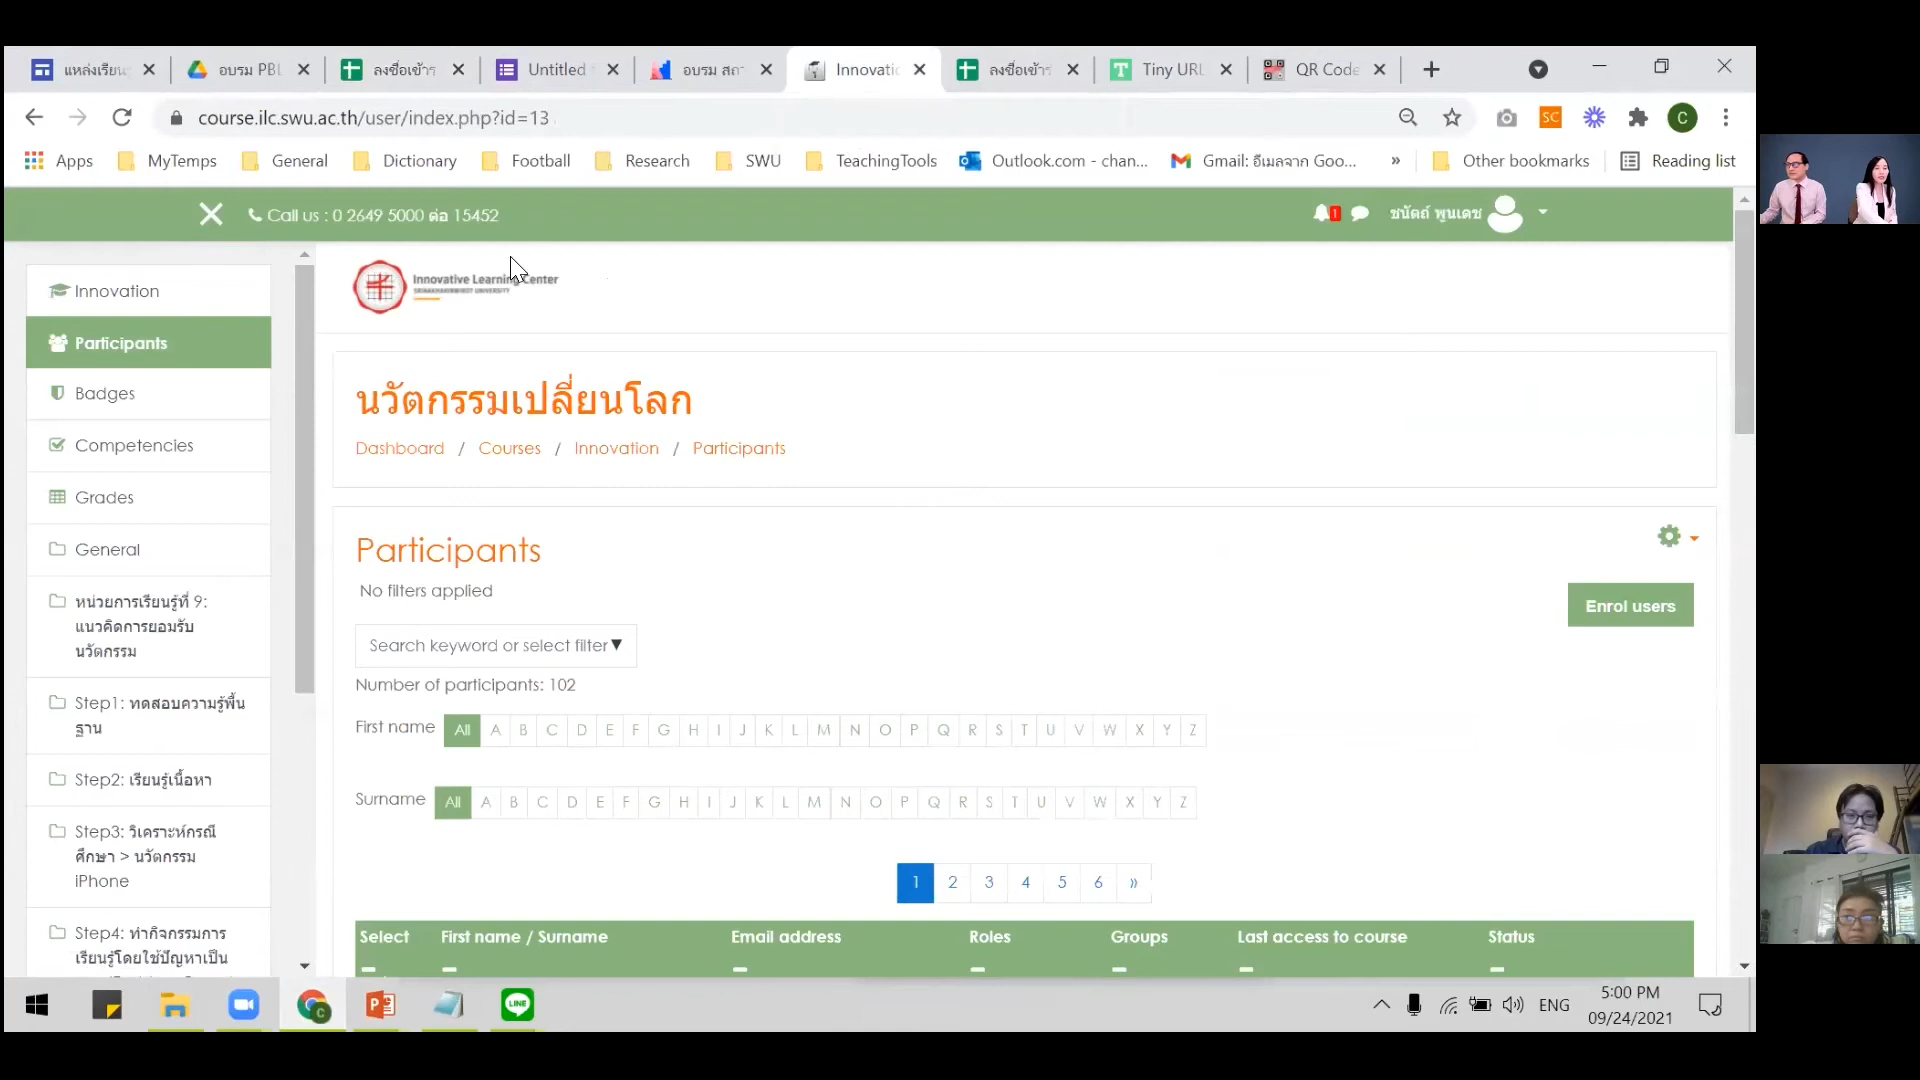 แหล่งเรียน
อบรม PBL
ลงชื่อเข้าร
Untitled
อบรม สถา
Innovatio
ลงชื่อเข้าร
Tiny URL
QR Code
course.ilc.swu.ac.th/user/index.php?id=13
SC
C
Apps
MyTemps
General
Dictionary
Football
Research
SWU
TeachingTools
Outlook.com - chan...
Gmail: อีเมลจาก Goo...
»
Other bookmarks
Reading list
Call us : 0 2649 5000 ต่อ 15452
1
ชนัตถ์ พูนเดช
Innovative Learning Center
SRINAKHARINWIROT UNIVERSITY
Innovation
Participants
Badges
Competencies
Grades
General
หน่วยการเรียนรู้ที่ 9:
แนวคิดการยอมรับ
นวัตกรรม
Step1: ทดสอบความรู้พื้น
ฐาน
Step2: เรียนรู้เนื้อหา
Step3: วิเคราะห์กรณี
ศึกษา > นวัตกรรม
iPhone
Step4: ทำกิจกรรมการ
เรียนรู้โดยใช้ปัญหาเป็น
นวัตกรรมเปลี่ยนโลก
Dashboard / Courses / Innovation / Participants
Participants
No filters applied
Enrol users
Search keyword or select filter▼
Number of participants: 102
First name All A B C D E F G H I J K L M N O P Q R S T U V W X Y Z
Surname All A B C D E F G H I J K L M N O P Q R S T U V W X Y Z
1 2 3 4 5 6 »
Select First name / Surname Email address Roles Groups Last access to course Status
LINE
ENG
5:00 PM
09/24/2021